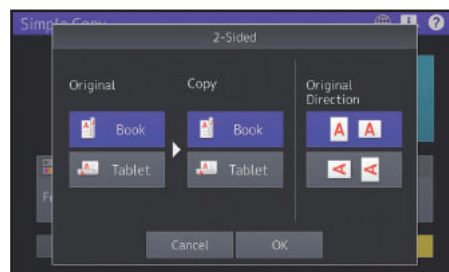 Simple Copy
2-Sided
Original
Copy
Original
Direction
Book
Book
A A
Tablet
Tablet
A A
Cancel
OK